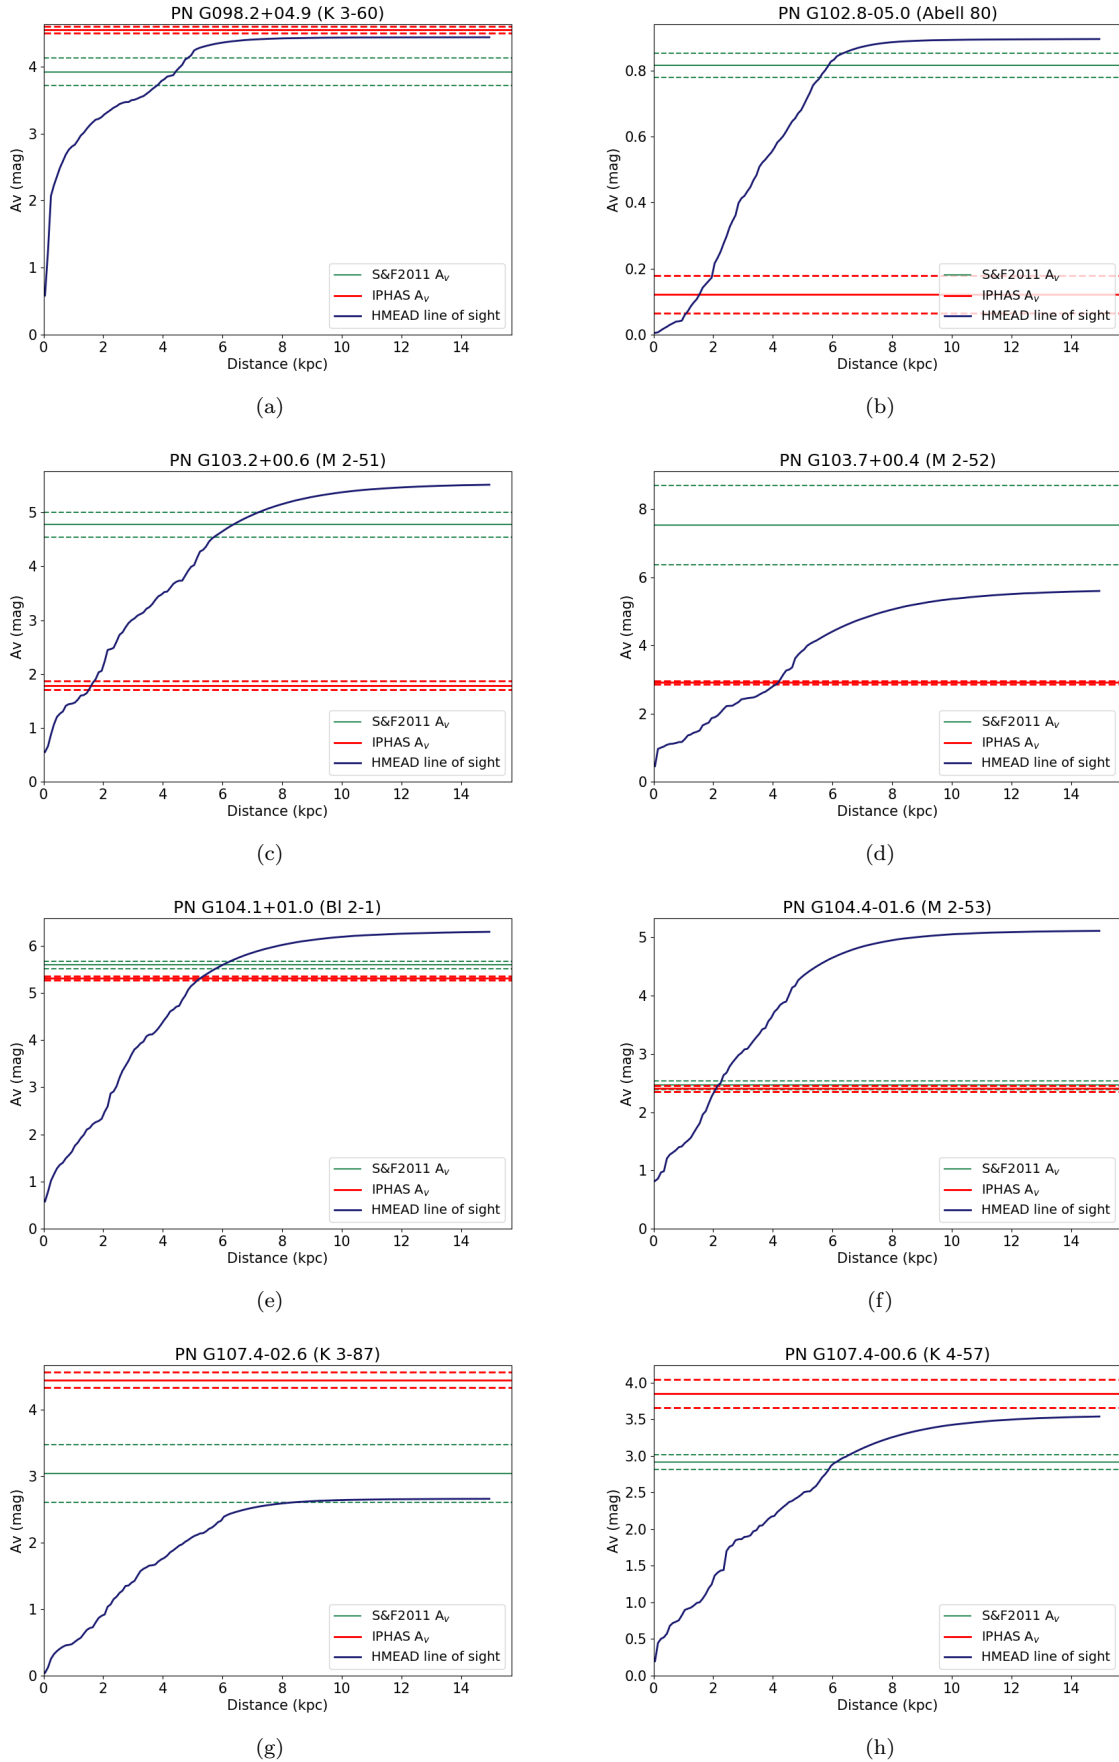 PN G098.2+04.9 (K 3-60)
Av (mag)
4
3
2
1
0
S&F2011 Aᵥ
IPHAS Aᵥ
HMEAD line of sight
0 2 4 6 8 10 12 14
Distance (kpc)
(a)
PN G102.8-05.0 (Abell 80)
Av (mag)
0.8
0.6
0.4
0.2
0.0
S&F2011 Aᵥ
IPHAS Aᵥ
HMEAD line of sight
0 2 4 6 8 10 12 14
Distance (kpc)
(b)
PN G103.2+00.6 (M 2-51)
Av (mag)
5
4
3
2
1
0
S&F2011 Aᵥ
IPHAS Aᵥ
HMEAD line of sight
0 2 4 6 8 10 12 14
Distance (kpc)
(c)
PN G103.7+00.4 (M 2-52)
Av (mag)
8
6
4
2
0
S&F2011 Aᵥ
IPHAS Aᵥ
HMEAD line of sight
0 2 4 6 8 10 12 14
Distance (kpc)
(d)
PN G104.1+01.0 (Bl 2-1)
Av (mag)
6
5
4
3
2
1
0
S&F2011 Aᵥ
IPHAS Aᵥ
HMEAD line of sight
0 2 4 6 8 10 12 14
Distance (kpc)
(e)
PN G104.4-01.6 (M 2-53)
Av (mag)
5
4
3
2
1
0
S&F2011 Aᵥ
IPHAS Aᵥ
HMEAD line of sight
0 2 4 6 8 10 12 14
Distance (kpc)
(f)
PN G107.4-02.6 (K 3-87)
Av (mag)
4
3
2
1
0
S&F2011 Aᵥ
IPHAS Aᵥ
HMEAD line of sight
0 2 4 6 8 10 12 14
Distance (kpc)
(g)
PN G107.4-00.6 (K 4-57)
Av (mag)
4.0
3.5
3.0
2.5
2.0
1.5
1.0
0.5
0.0
S&F2011 Aᵥ
IPHAS Aᵥ
HMEAD line of sight
0 2 4 6 8 10 12 14
Distance (kpc)
(h)